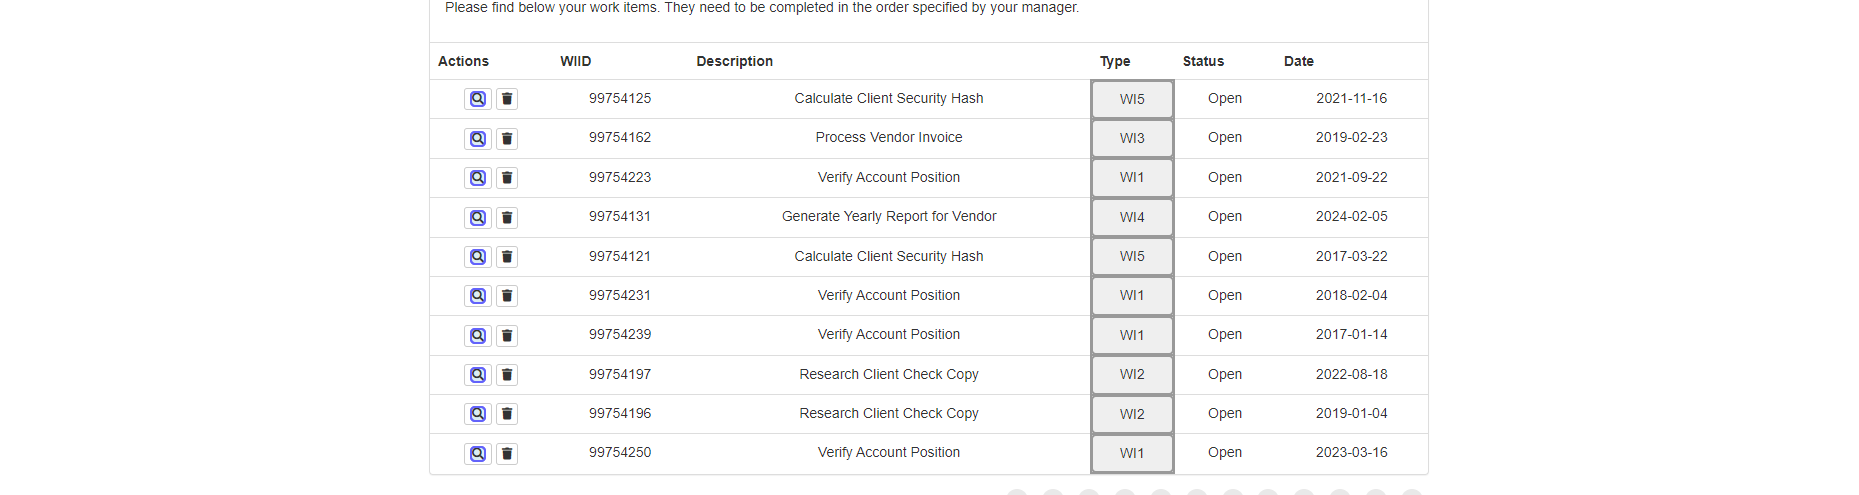 Please find below your work items. They need to be completed in the order specified by your manager.
Actions WIID Description Type Status Date
99754125 Calculate Client Security Hash WI5 Open 2021-11-16
99754162 Process Vendor Invoice WI3 Open 2019-02-23
99754223 Verify Account Position WI1 Open 2021-09-22
99754131 Generate Yearly Report for Vendor WI4 Open 2024-02-05
99754121 Calculate Client Security Hash WI5 Open 2017-03-22
99754231 Verify Account Position WI1 Open 2018-02-04
99754239 Verify Account Position WI1 Open 2017-01-14
99754197 Research Client Check Copy WI2 Open 2022-08-18
99754196 Research Client Check Copy WI2 Open 2019-01-04
99754250 Verify Account Position WI1 Open 2023-03-16